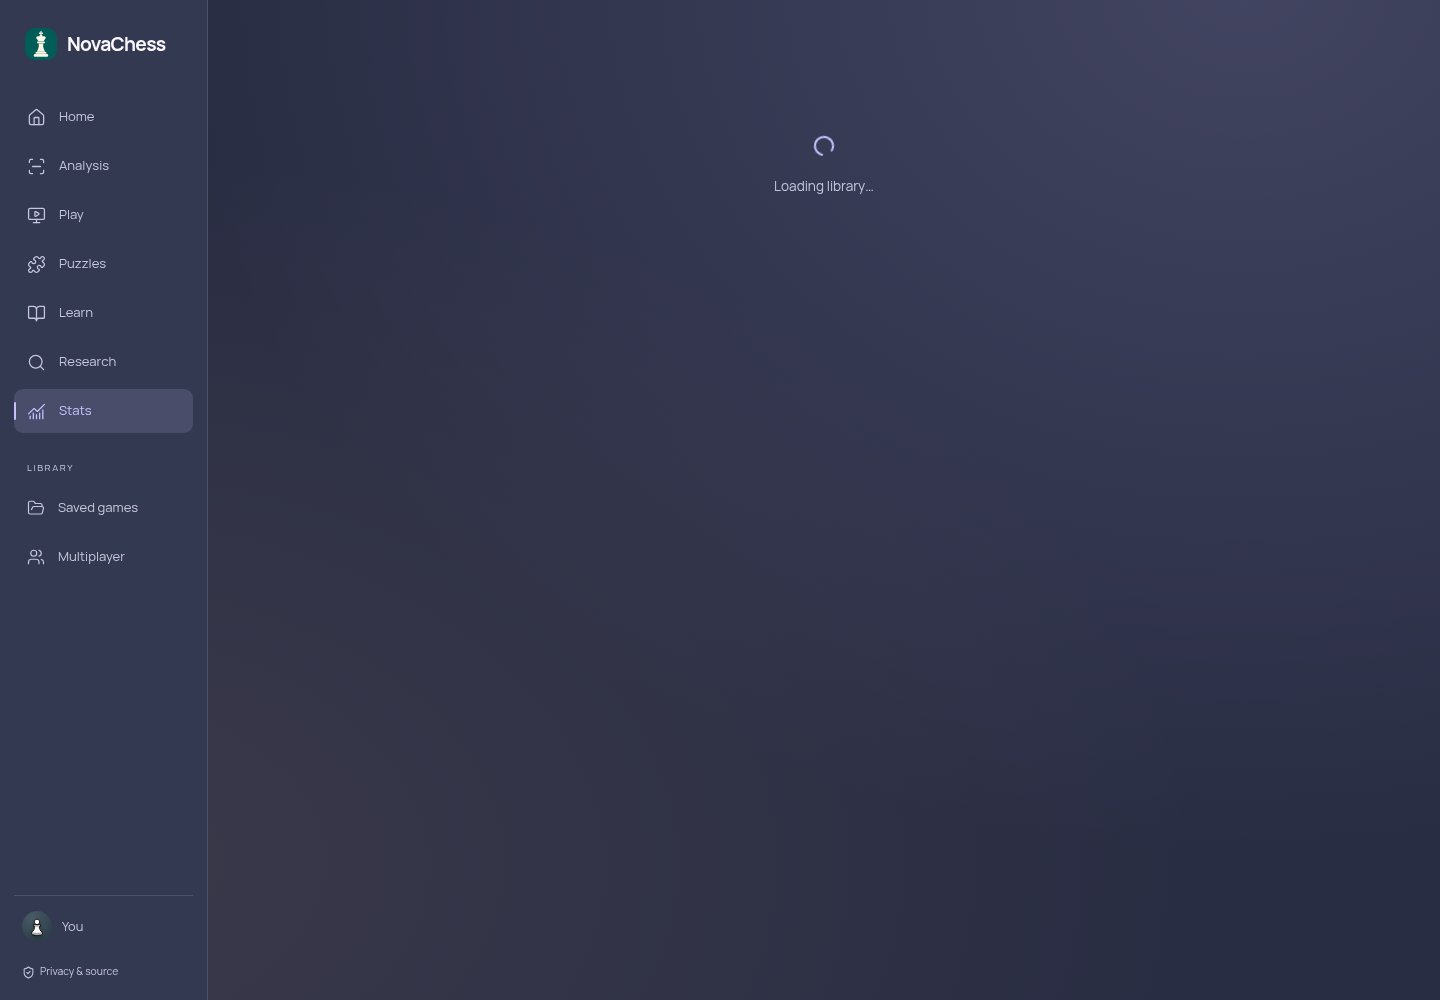 NovaChess
Home
Analysis
Play
Puzzles
Learn
Research
Stats
LIBRARY
Saved games
Multiplayer
You
Privacy & source
Loading library…